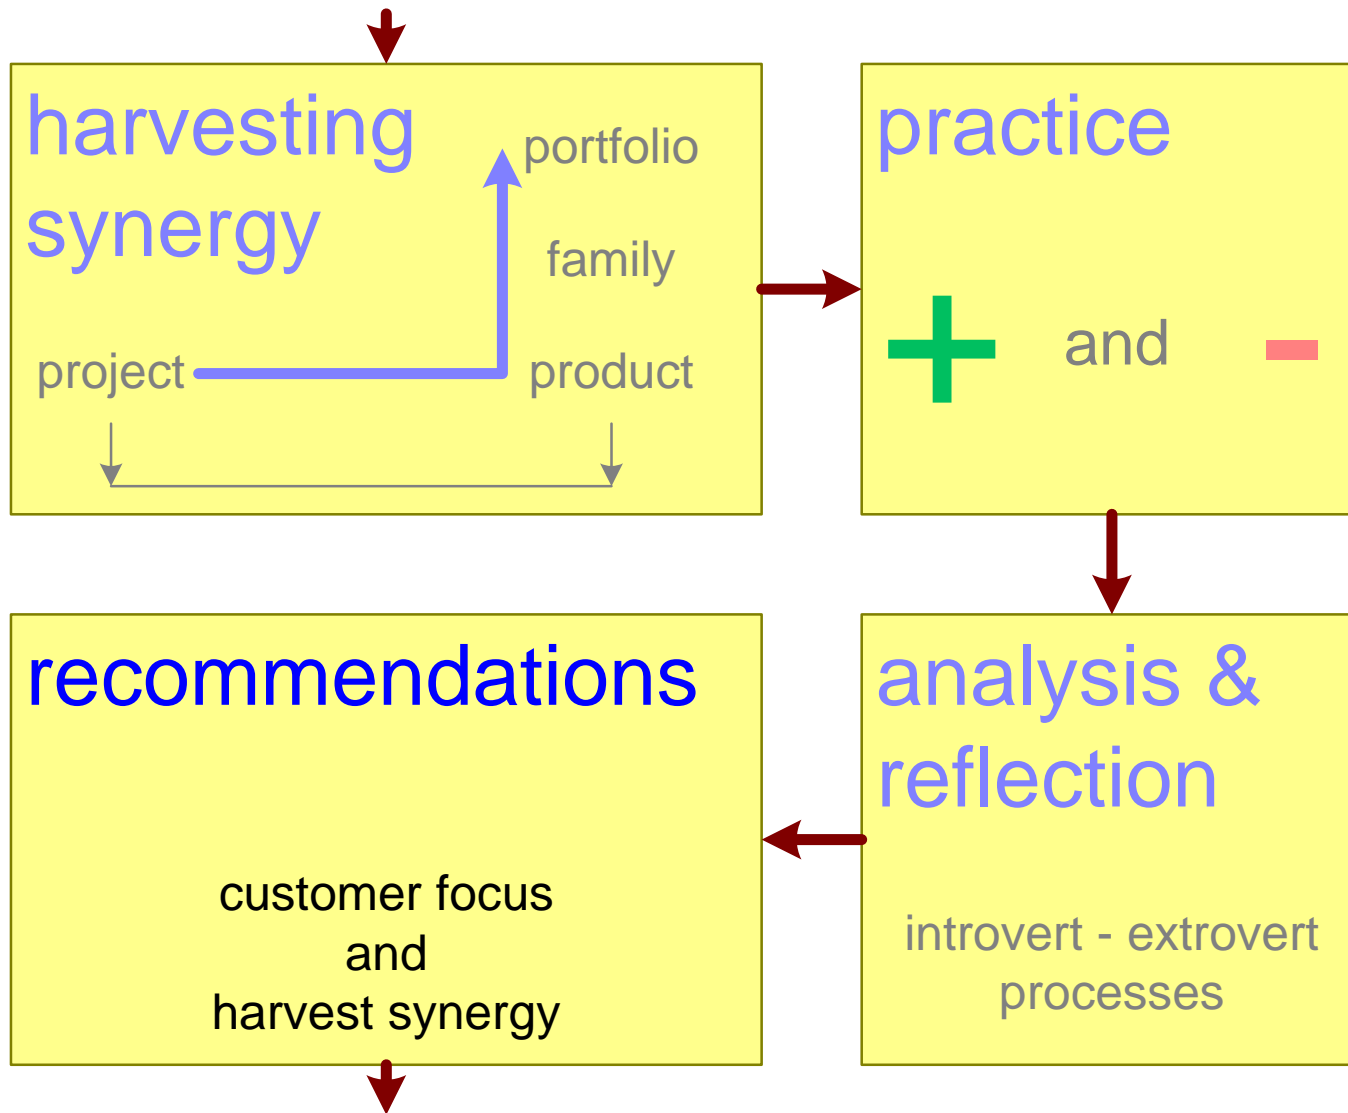 harvesting
synergy
portfolio
family
project
product
practice
+ and -
recommendations
customer focus
and
harvest synergy
analysis &
reflection
introvert - extrovert
processes